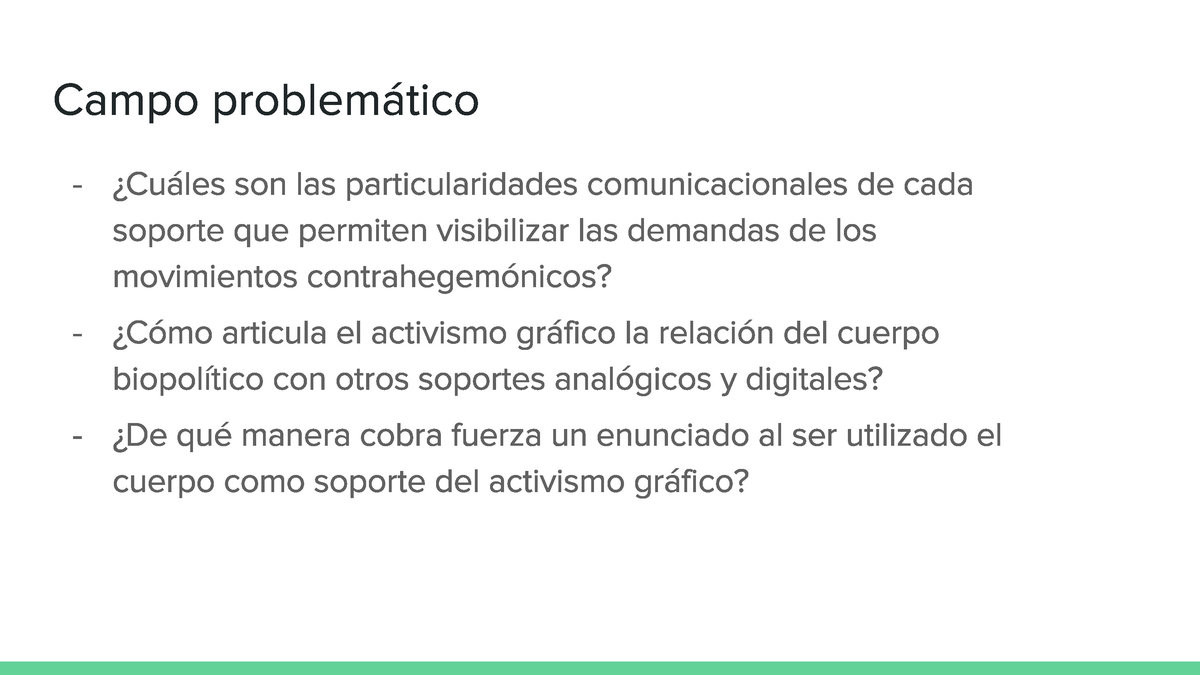 Campo problemático
- ¿Cuáles son las particularidades comunicacionales de cada
soporte que permiten visibilizar las demandas de los
movimientos contrahegemónicos?
- ¿Cómo articula el activismo gráfico la relación del cuerpo
biopolítico con otros soportes analógicos y digitales?
- ¿De qué manera cobra fuerza un enunciado al ser utilizado el
cuerpo como soporte del activismo gráfico?